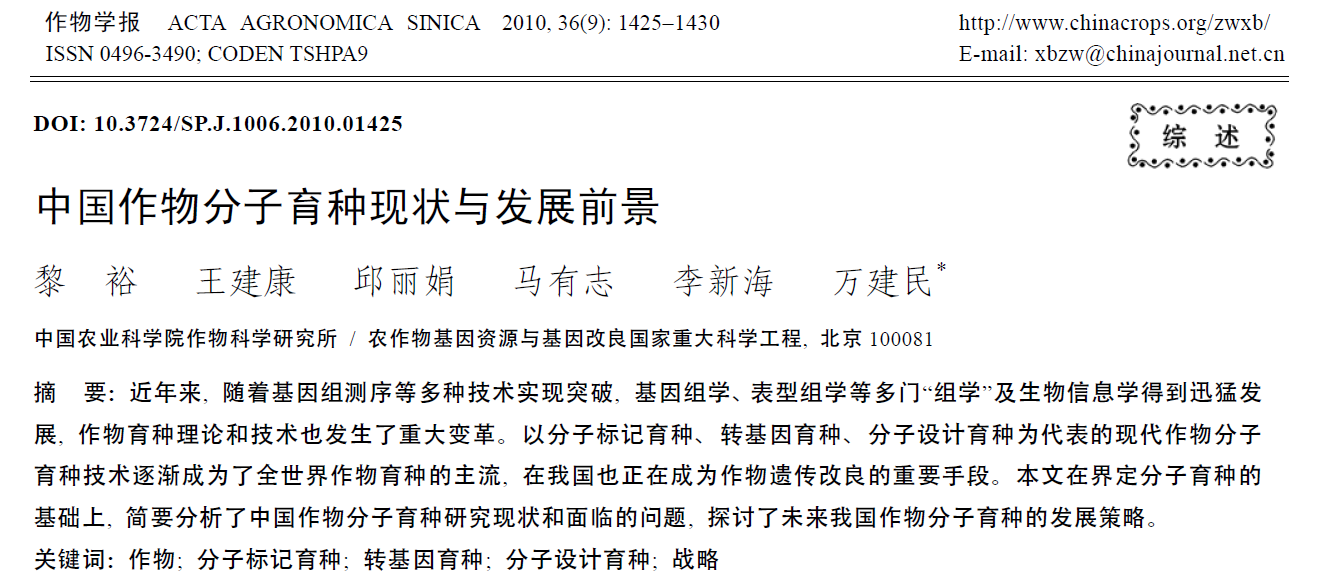 作物学报 ACTA AGRONOMICA SINICA 2010, 36(9): 1425–1430 http://www.chinacrops.org/zwxb/
ISSN 0496-3490; CODEN TSHPA9 E-mail: xbzw@chinajournal.net.cn
DOI: 10.3724/SP.J.1006.2010.01425
综 述
中国作物分子育种现状与发展前景
黎 裕 王建康 邱丽娟 马有志 李新海 万建民*
中国农业科学院作物科学研究所 / 农作物基因资源与基因改良国家重大科学工程, 北京 100081
摘 要: 近年来, 随着基因组测序等多种技术实现突破, 基因组学、表型组学等多门“组学”及生物信息学得到迅猛发
展, 作物育种理论和技术也发生了重大变革。以分子标记育种、转基因育种、分子设计育种为代表的现代作物分子
育种技术逐渐成为了全世界作物育种的主流, 在我国也正在成为作物遗传改良的重要手段。本文在界定分子育种的
基础上, 简要分析了中国作物分子育种研究现状和面临的问题, 探讨了未来我国作物分子育种的发展策略。
关键词: 作物; 分子标记育种; 转基因育种; 分子设计育种; 战略